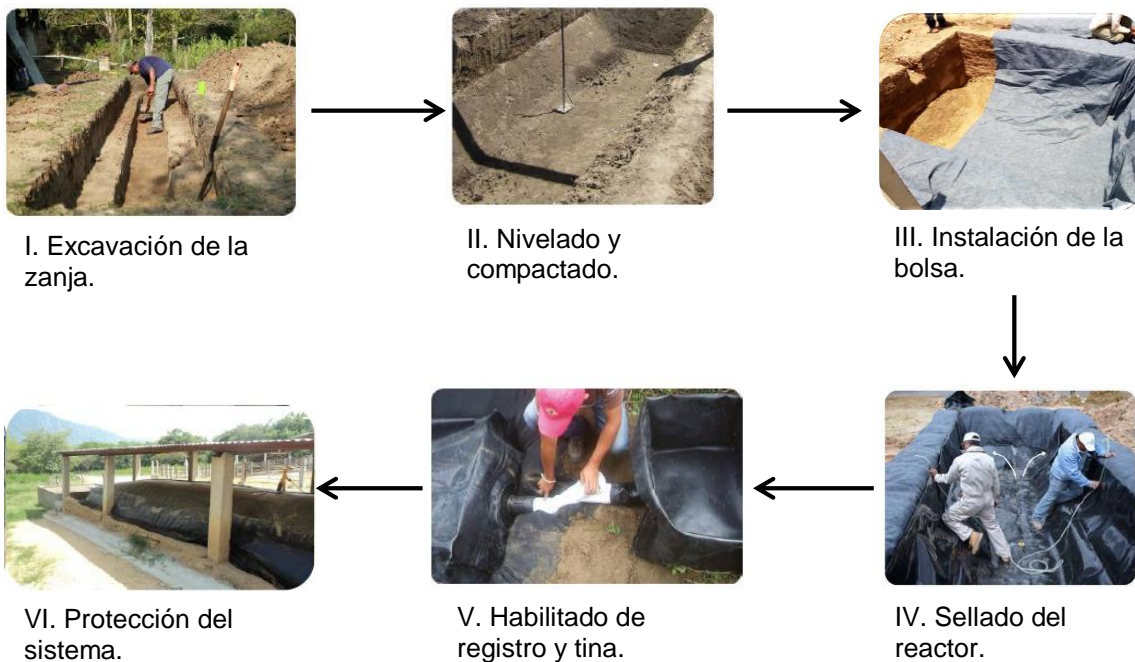 I. Excavación de la
zanja.
II. Nivelado y
compactado.
III. Instalación de la
bolsa.
IV. Sellado del
reactor.
V. Habilitado de
registro y tina.
VI. Protección del
sistema.